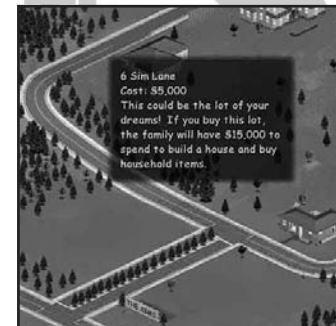 6 Sim Lane
Cost: $5,000
This could be the lot of your
dreams! If you buy this lot,
the family will have $15,000 to
spend to build a house and buy
household items.